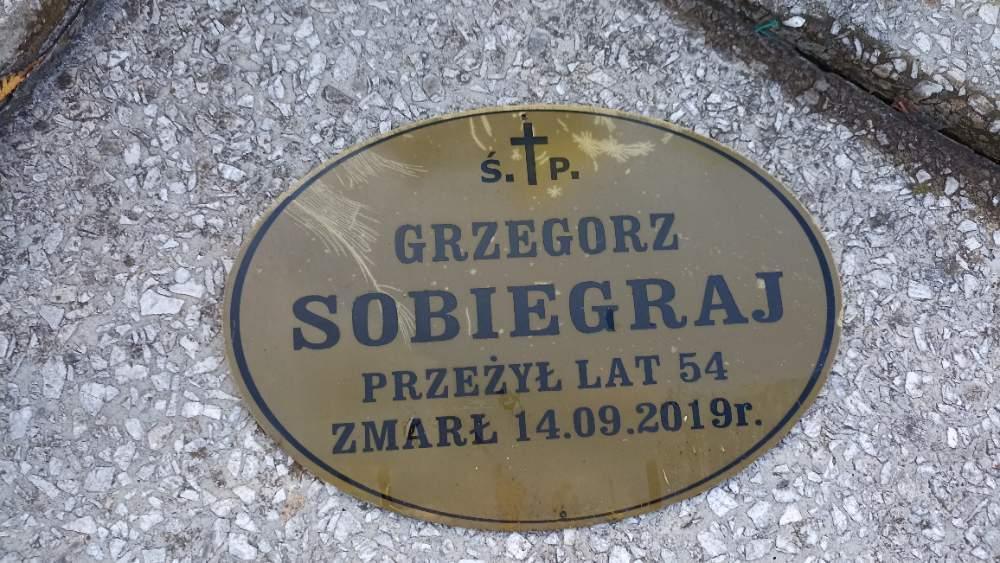 Ś. P.
GRZEGORZ
SOBIEGRAJ
PRZEŻYŁ LAT 54
ZMARŁ 14.09.2019r.